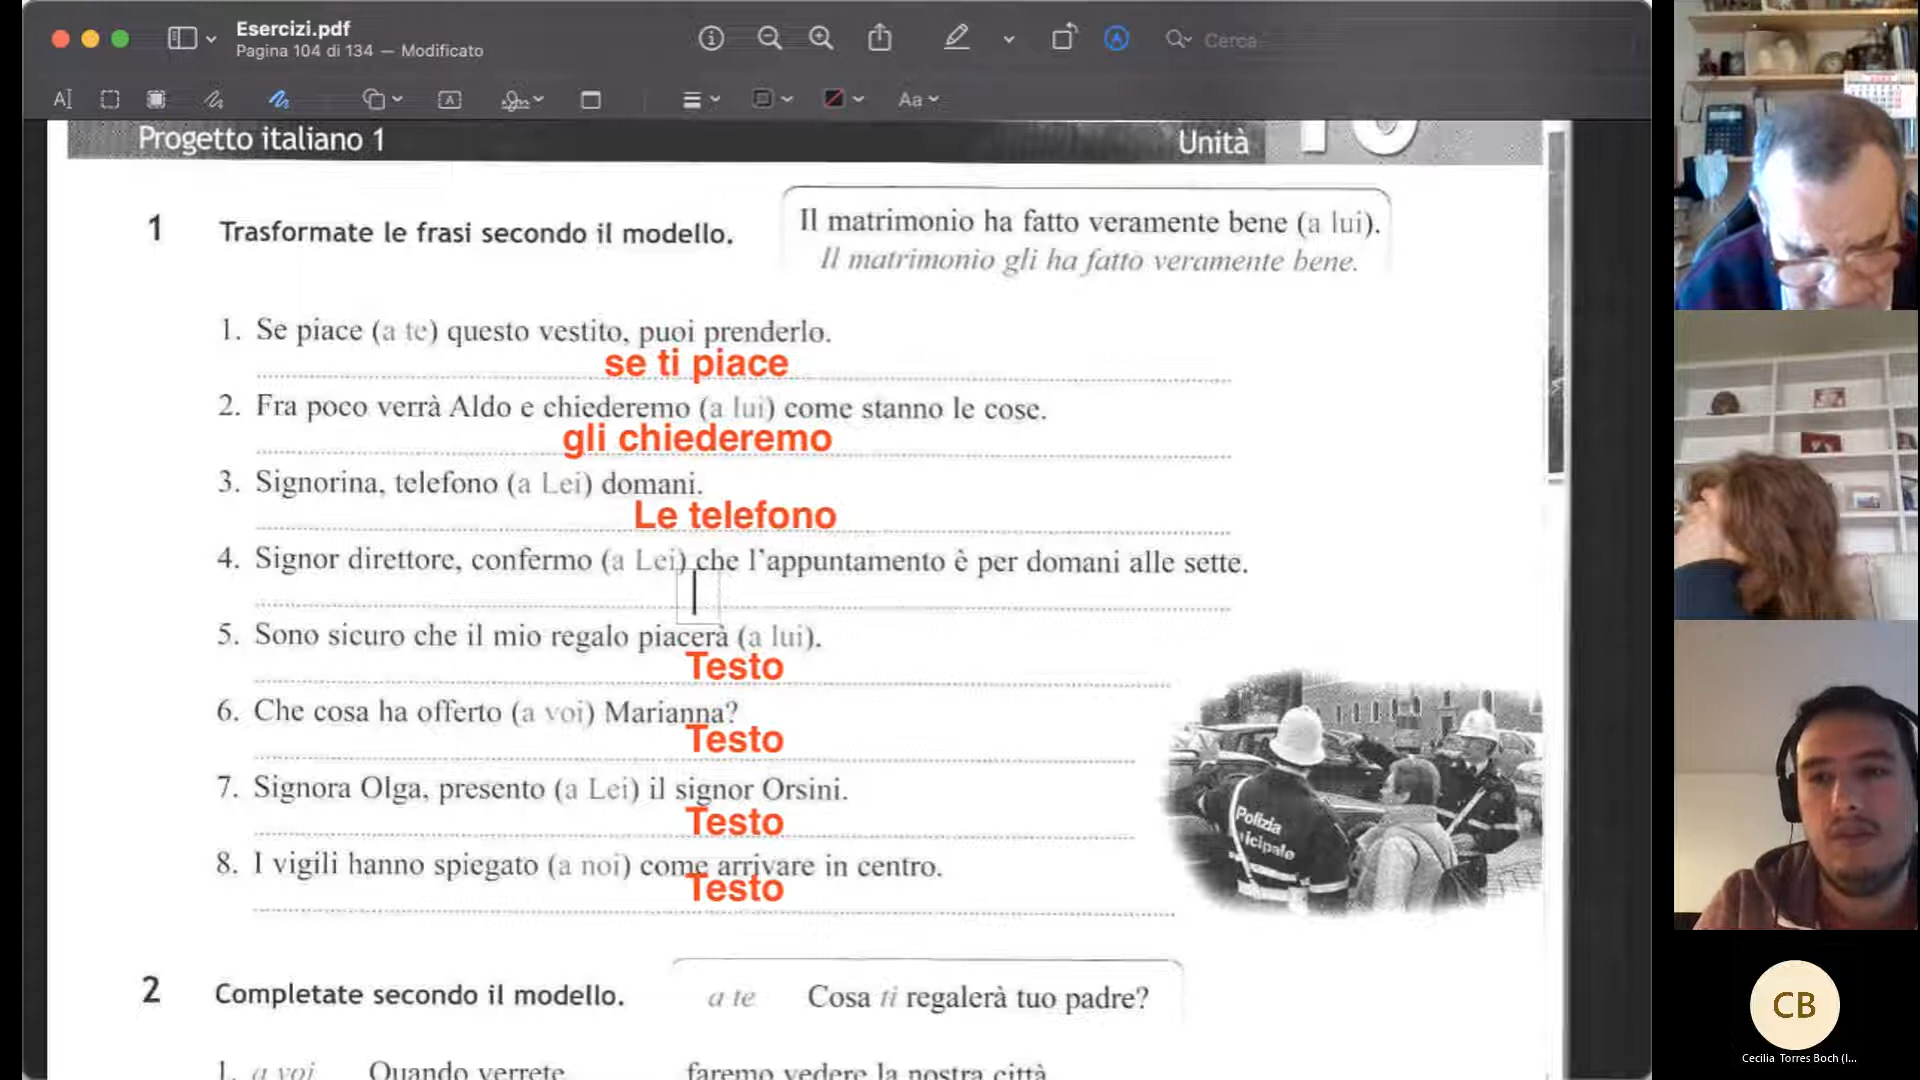 Esercizi.pdf
Pagina 104 di 134 — Modificato
Cerca
Aa
Progetto italiano 1
Unità
1 Trasformate le frasi secondo il modello.
Il matrimonio ha fatto veramente bene (a lui).
Il matrimonio gli ha fatto veramente bene.
1. Se piace (a te) questo vestito, puoi prenderlo.
se ti piace
2. Fra poco verrà Aldo e chiederemo (a lui) come stanno le cose.
gli chiederemo
3. Signorina, telefono (a Lei) domani.
Le telefono
4. Signor direttore, confermo (a Lei) che l'appuntamento è per domani alle sette.
5. Sono sicuro che il mio regalo piacerà (a lui).
Testo
6. Che cosa ha offerto (a voi) Marianna?
Testo
7. Signora Olga, presento (a Lei) il signor Orsini.
Testo
8. I vigili hanno spiegato (a noi) come arrivare in centro.
Testo
Polizia
icipale
2 Completate secondo il modello.
a te Cosa ti regalerà tuo padre?
1. a voi Quando verrete faremo vedere la nostra città
CB
Cecilia Torres Boch (I...